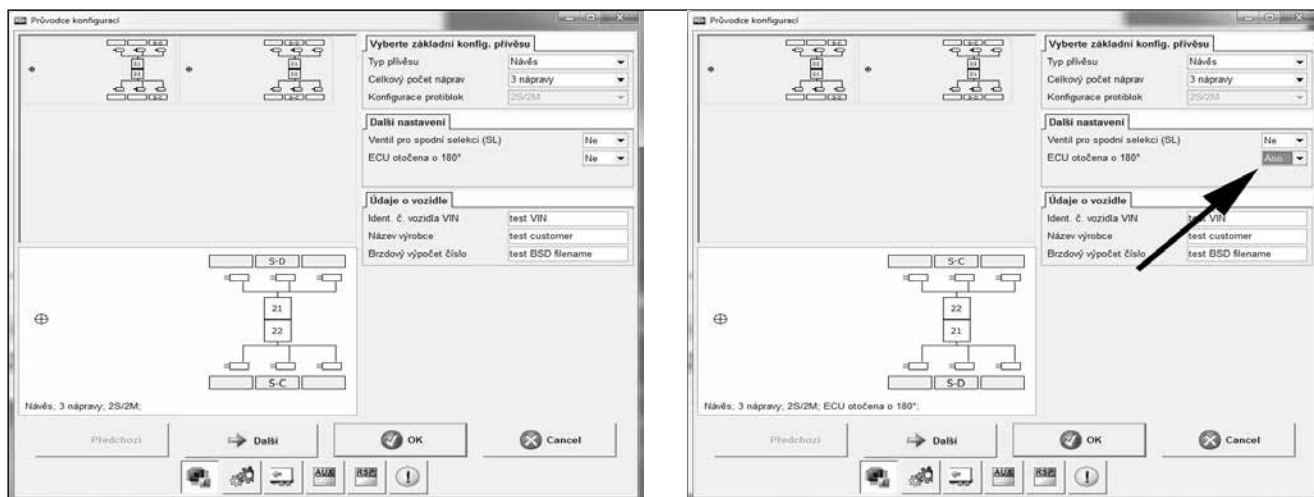 Průvodce konfigurací
Vyberte základní konfig. přívěsu
Typ přívěsu Návěs
Celkový počet náprav 3 nápravy
Konfigurace protiblok 2S/2M
Další nastavení
Ventil pro spodní selekci (SL) Ne
ECU otočena o 180° Ne
Údaje o vozidle
Ident. č. vozidla VIN test VIN
Název výrobce test customer
Brzdový výpočet číslo test BSD filename
S-D
21
22
S-C
Návěs; 3 nápravy; 2S/2M;
Předchozí Další OK Cancel
AUX RSP
Průvodce konfigurací
Vyberte základní konfig. přívěsu
Typ přívěsu Návěs
Celkový počet náprav 3 nápravy
Konfigurace protiblok 2S/2M
Další nastavení
Ventil pro spodní selekci (SL) Ne
ECU otočena o 180° Ano
Údaje o vozidle
Ident. č. vozidla VIN test VIN
Název výrobce test customer
Brzdový výpočet číslo test BSD filename
S-C
22
21
S-D
Návěs; 3 nápravy; 2S/2M; ECU otočena o 180°;
Předchozí Další OK Cancel
AUX RSP